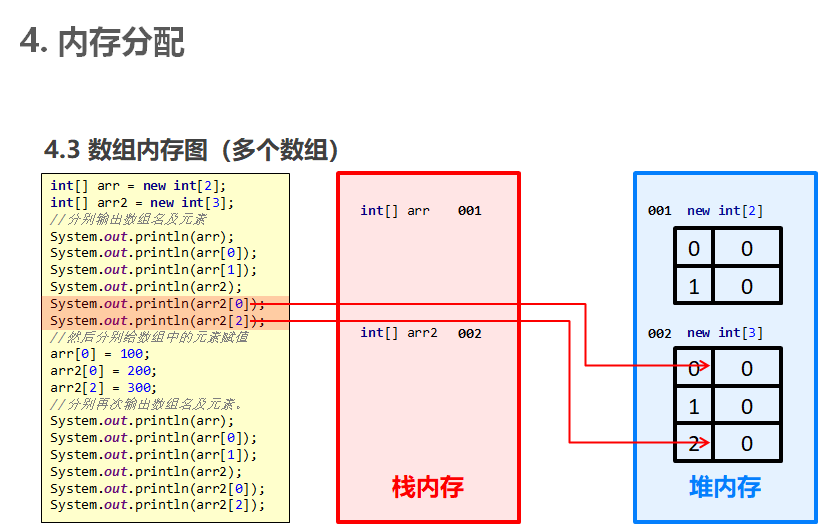 4. 内存分配
4.3 数组内存图（多个数组）
int[] arr = new int[2];
int[] arr2 = new int[3];
//分别输出数组名及元素
System.out.println(arr);
System.out.println(arr[0]);
System.out.println(arr[1]);
System.out.println(arr2);
System.out.println(arr2[0]);
System.out.println(arr2[2]);
//然后分别给数组中的元素赋值
arr[0] = 100;
arr2[0] = 200;
arr2[2] = 300;
//分别再次输出数组名及元素。
System.out.println(arr);
System.out.println(arr[0]);
System.out.println(arr[1]);
System.out.println(arr2);
System.out.println(arr2[0]);
System.out.println(arr2[2]);
int[] arr 001
int[] arr2 002
栈内存
001 new int[2]
0 0
1 0
002 new int[3]
0 0
1 0
2 0
堆内存